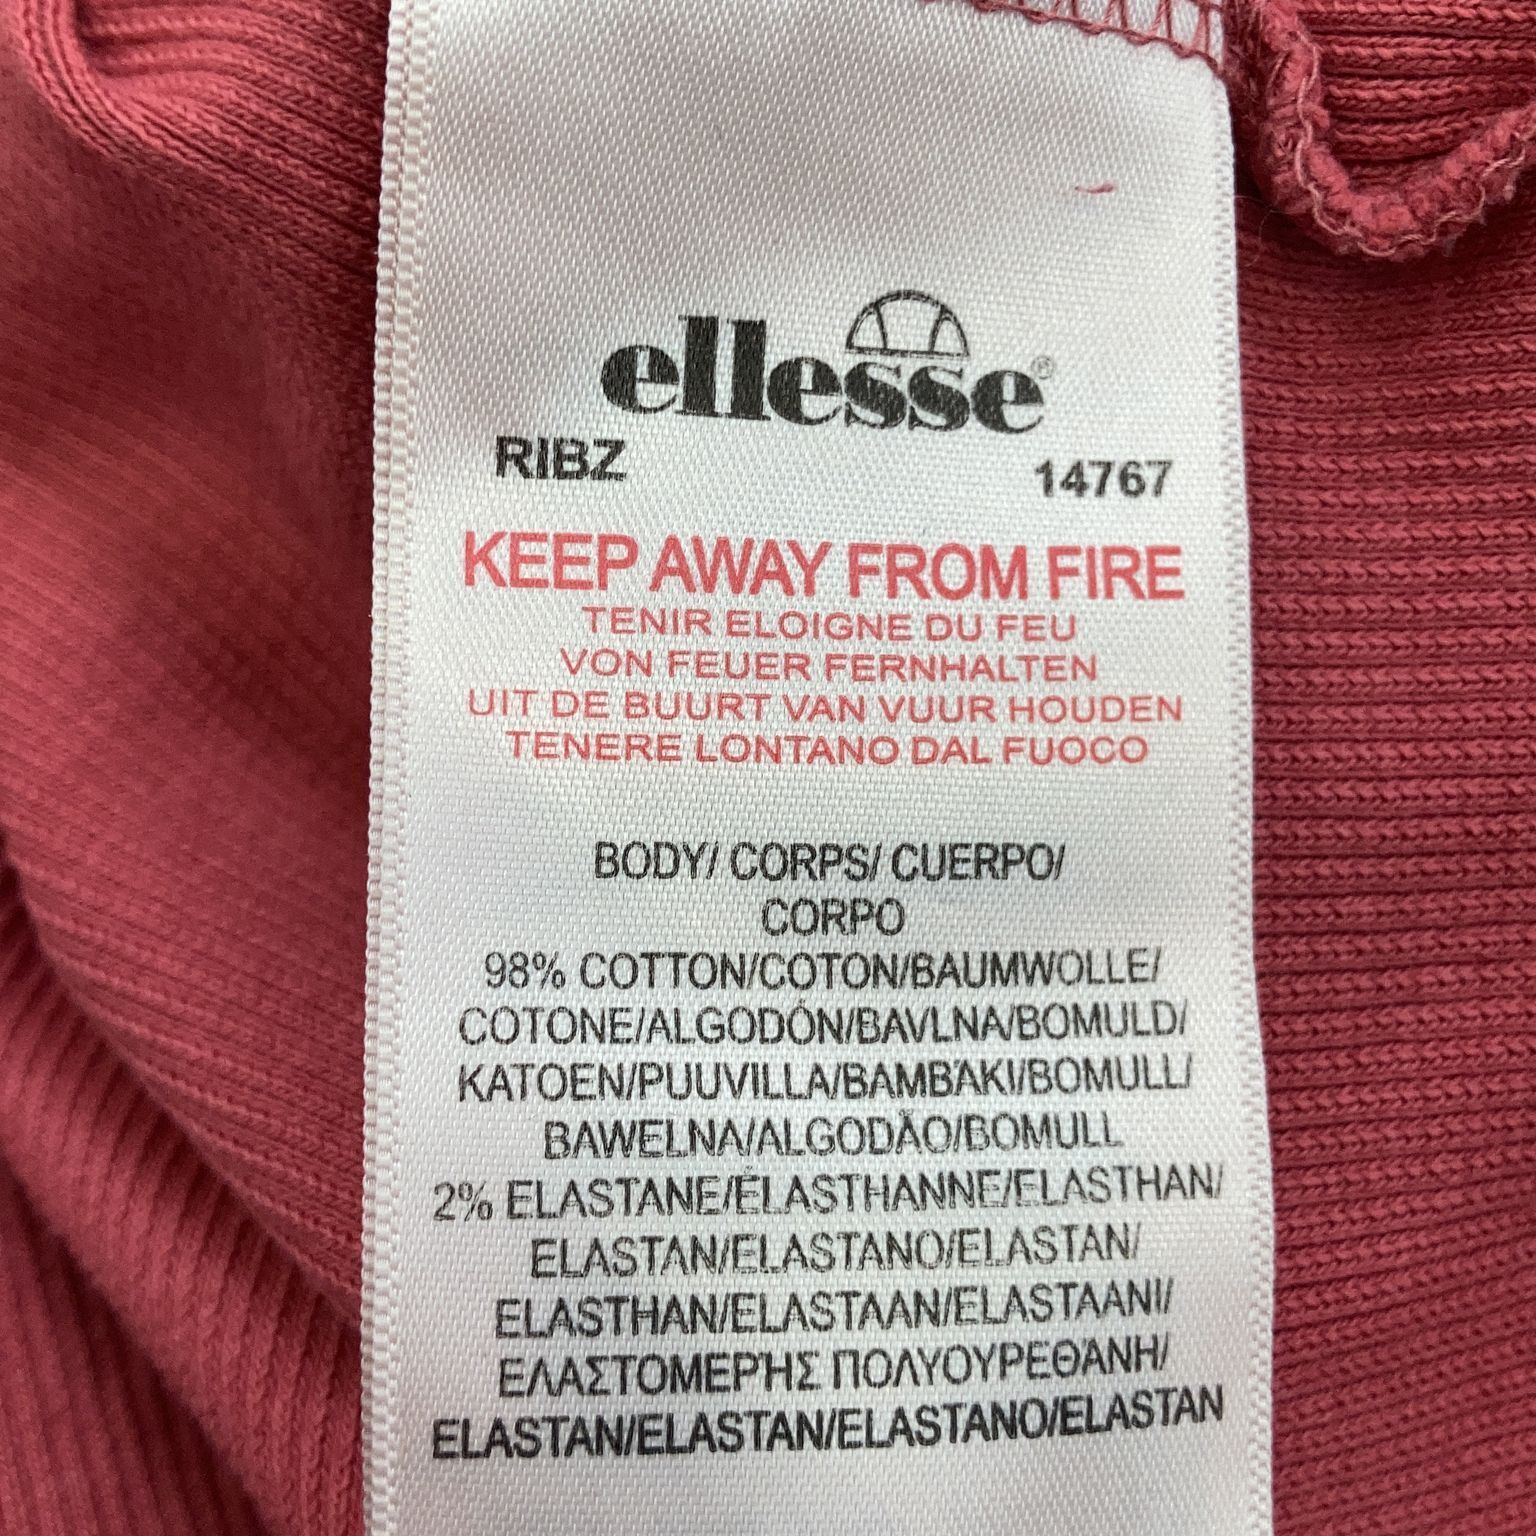 ellesse®
RIBZ 14767
KEEP AWAY FROM FIRE
TENIR ELOIGNE DU FEU
VON FEUER FERNHALTEN
UIT DE BUURT VAN VUUR HOUDEN
TENERE LONTANO DAL FUOCO
BODY/ CORPS/ CUERPO/
CORPO
98% COTTON/COTON/BAUMWOLLE/
COTONE/ALGODÓN/BAVLNA/BOMULD/
KATOEN/PUUVILLA/ΒΑΜΒΆΚΙ/BOMULL/
BAWELNA/ALGODÃO/BOMULL
2% ELASTANE/ÉLASTHANNE/ELASTHAN/
ELASTAN/ELASTANO/ELASTAN/
ELASTHAN/ELASTAAN/ELASTAANI/
ΕΛΑΣΤΟΜΕΡΉΣ ΠΟΛΥΟΥΡΕΘΆΝΗ/
ELASTAN/ELASTAN/ELASTANO/ELASTAN